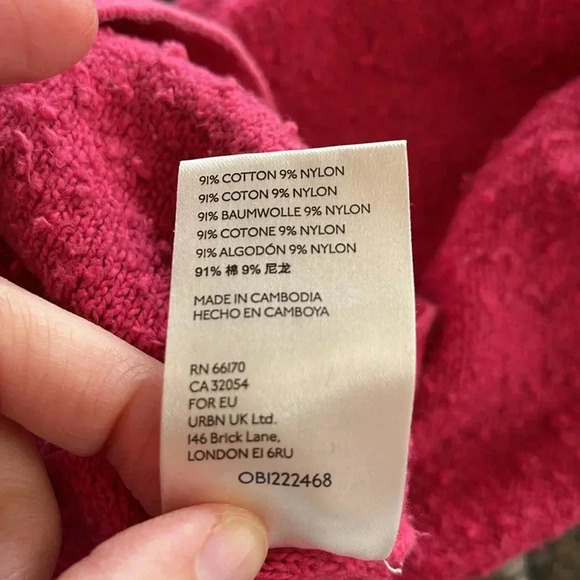 91% COTTON 9% NYLON
91% COTON 9% NYLON
91% BAUMWOLLE 9% NYLON
91% COTONE 9% NYLON
91% ALGODÓN 9% NYLON
91% 棉 9% 尼龙
MADE IN CAMBODIA
HECHO EN CAMBOYA
RN 66170
CA 32054
FOR EU
URBN UK Ltd.
146 Brick Lane,
LONDON E1 6RU
OB1222468